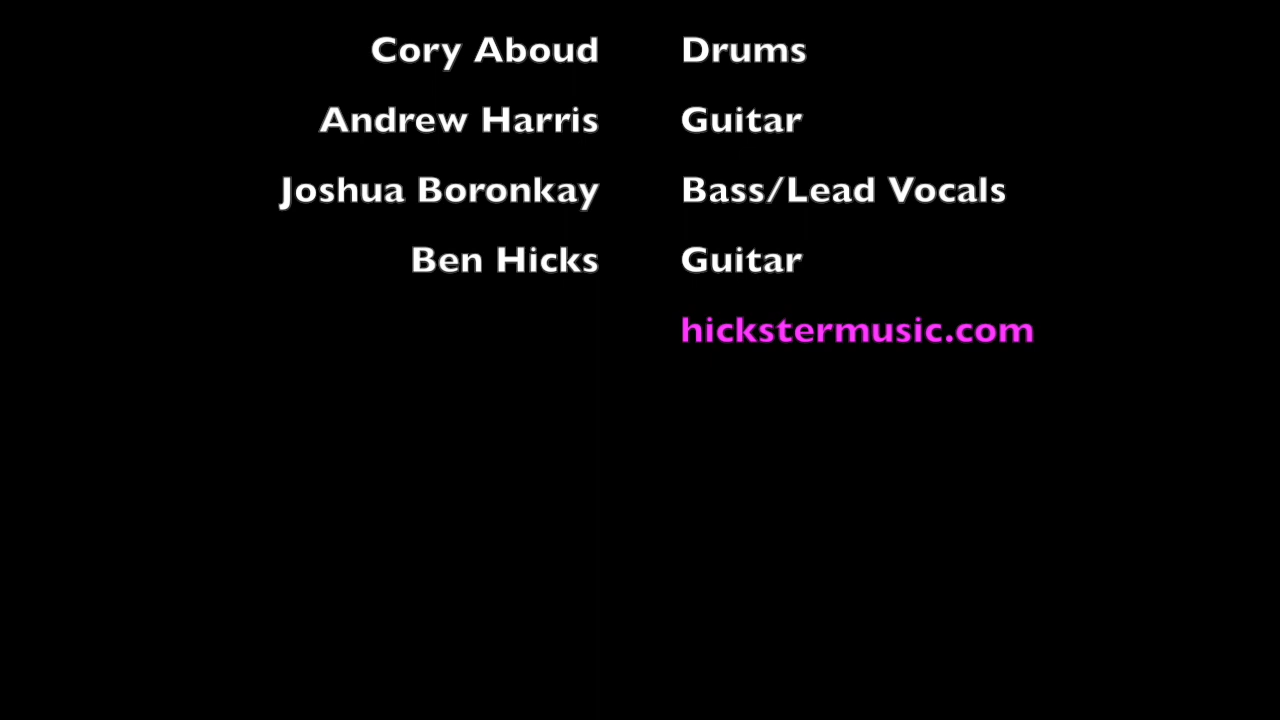 Cory Aboud Drums
Andrew Harris Guitar
Joshua Boronkay Bass/Lead Vocals
Ben Hicks Guitar
hickstermusic.com